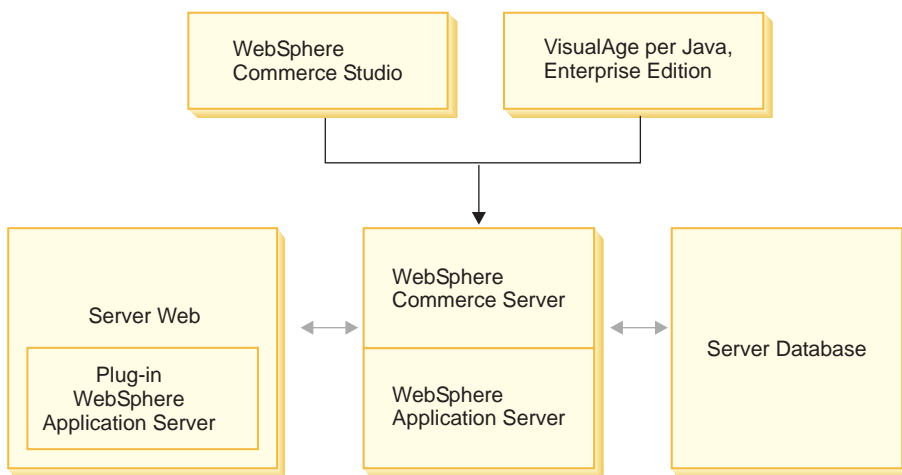 WebSphere
Commerce Studio
VisualAge per Java,
Enterprise Edition
Server Web
Plug-in
WebSphere
Application Server
WebSphere
Commerce Server
WebSphere
Application Server
Server Database